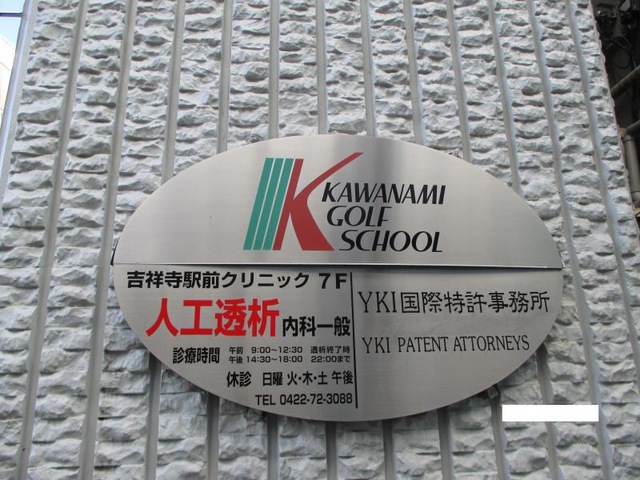 KAWANAMI
GOLF
SCHOOL
吉祥寺駅前クリニック 7F
人工透析 内科一般
診療時間 午前 9:00～12:30 透析終了時
午後 14:30～18:00 22:00まで
休診 日曜 火・木・土 午後
TEL 0422-72-3088
YKI国際特許事務所
YKI PATENT ATTORNEYS